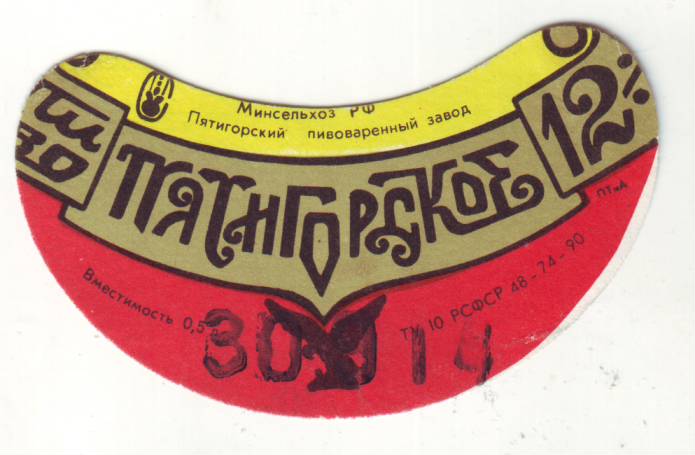 Минсельхоз РФ
Пятигорский пивоваренный завод
ПЯТИГОРСКОЕ
12%
Вместимость 0,5 л
ТУ 10 РСФСР 48-74-90